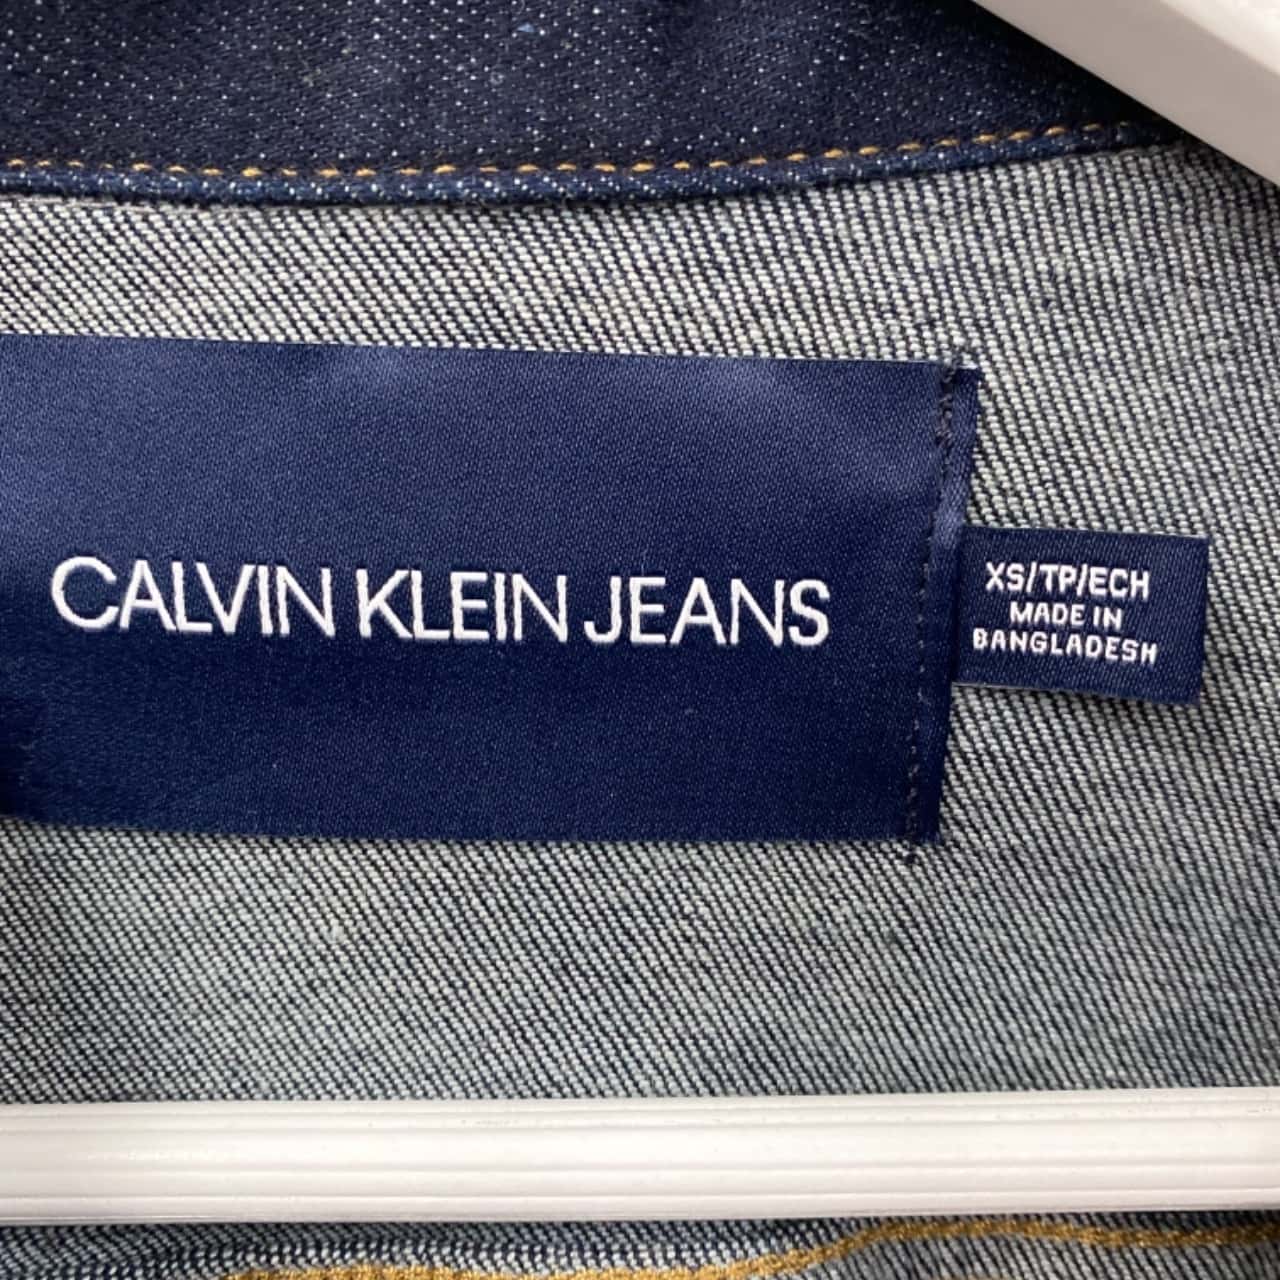 CALVIN KLEIN JEANS
XS/TP/ECH
MADE IN
BANGLADESH